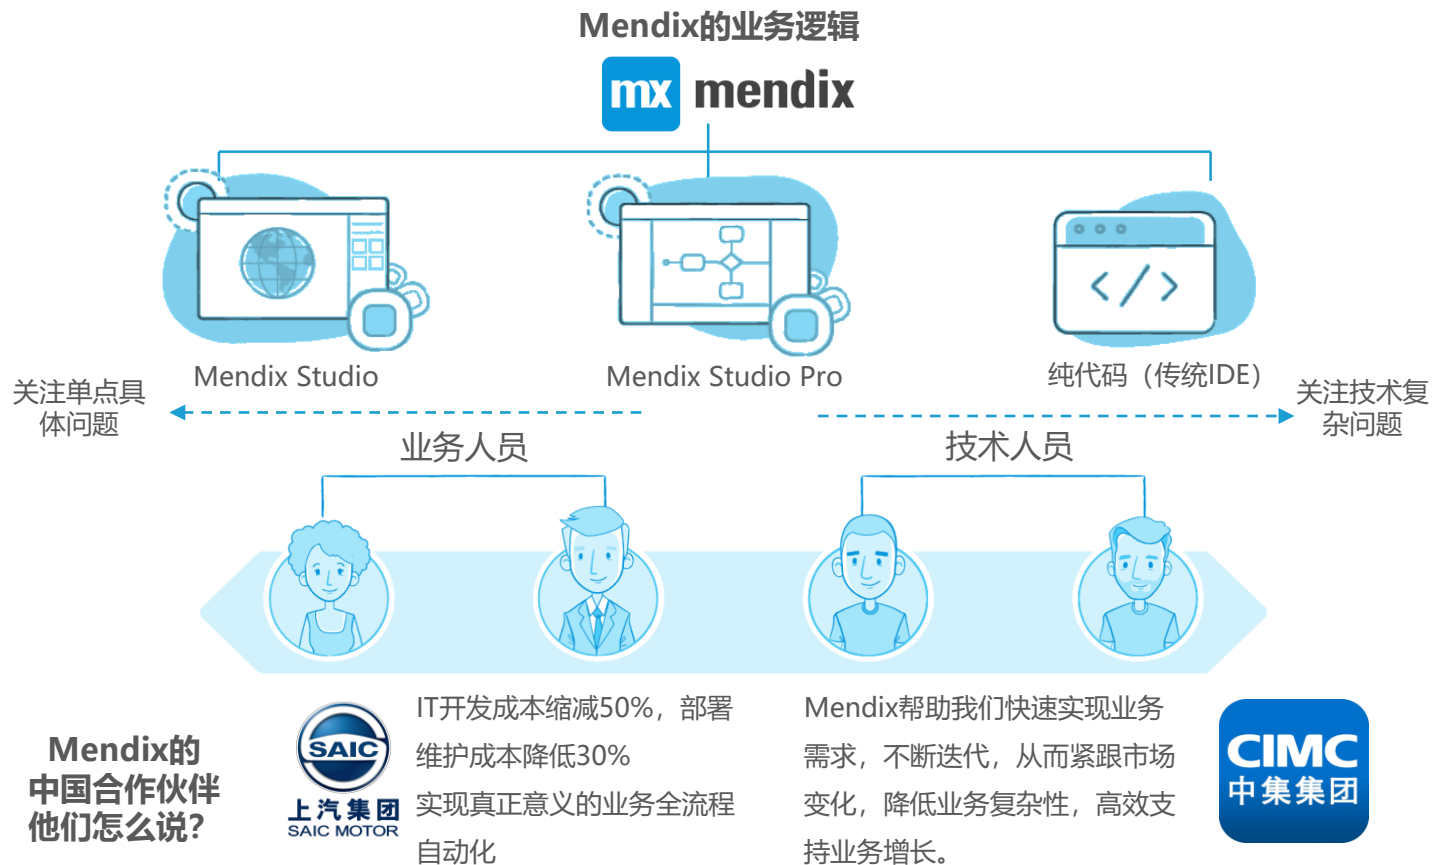 Mendix的业务逻辑
mx mendix
Mendix Studio
Mendix Studio Pro
纯代码（传统IDE）
关注单点具
体问题
关注技术复
杂问题
业务人员
技术人员
Mendix的
中国合作伙伴
他们怎么说？
SAIC
上汽集团
SAIC MOTOR
IT开发成本缩减50%，部署
维护成本降低30%
实现真正意义的业务全流程
自动化
Mendix帮助我们快速实现业务
需求，不断迭代，从而紧跟市场
变化，降低业务复杂性，高效支
持业务增长。
CIMC
中集集团